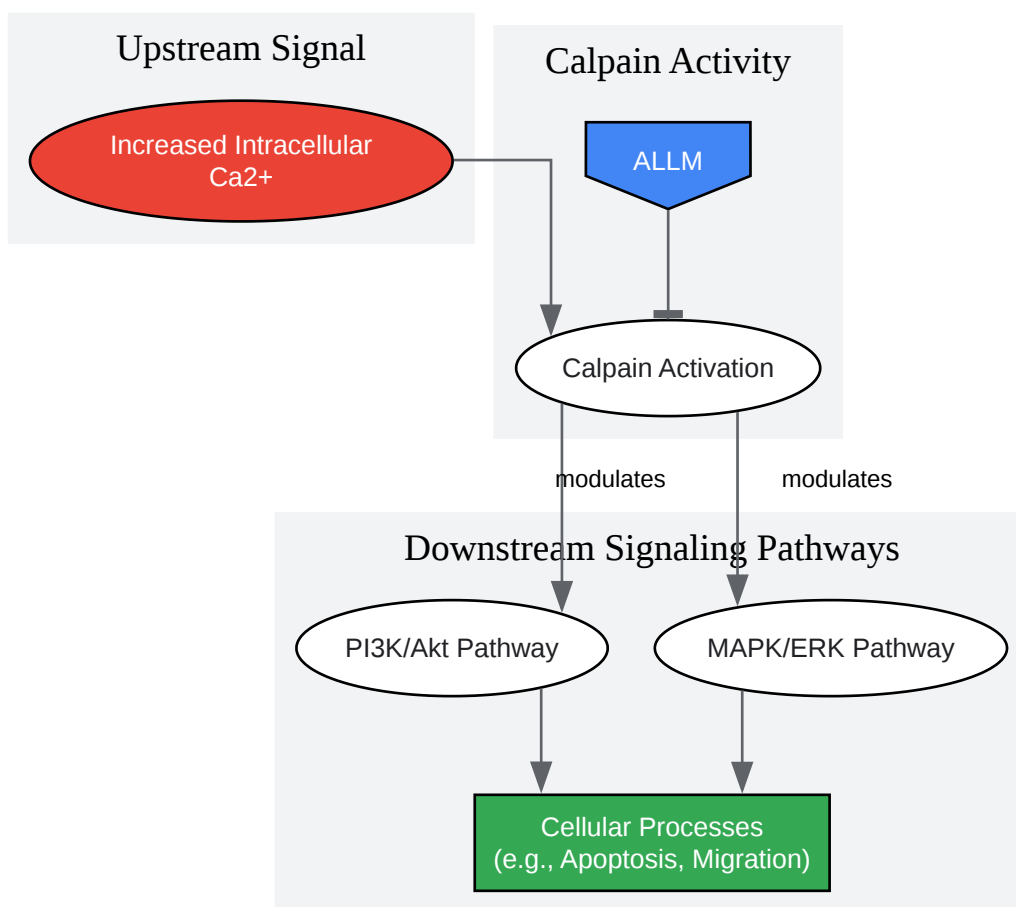 Upstream Signal
Increased Intracellular
Ca2+
Calpain Activity
ALLM
Calpain Activation
modulates
modulates
Downstream Signaling Pathways
PI3K/Akt Pathway
MAPK/ERK Pathway
Cellular Processes
(e.g., Apoptosis, Migration)